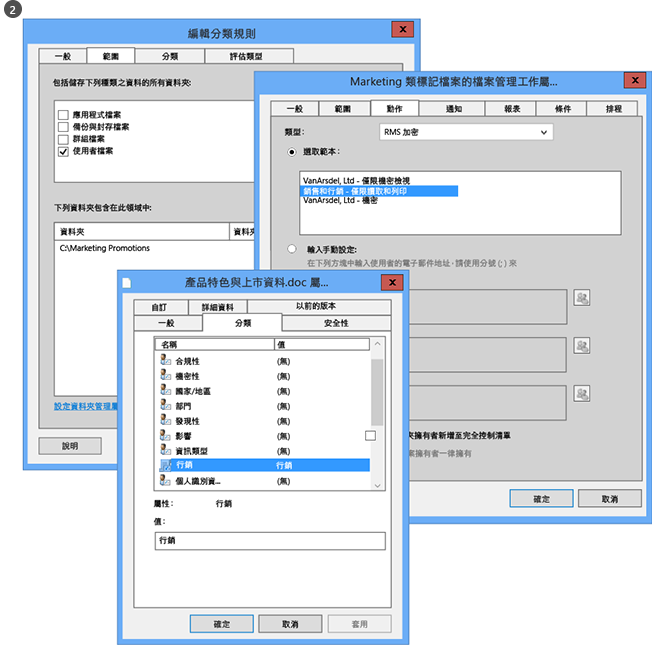 2
編輯分類規則
一般 範圍 分類 評估類型
包括儲存下列種類之資料的所有資料夾:
應用程式檔案
備份與封存檔案
群組檔案
使用者檔案
下列資料夾包含在此領域中:
資料夾 資料夾
C:\Marketing Promotions
設定資料夾管理屬
說明
Marketing 類標記檔案的檔案管理工作屬...
一般 範圍 動作 通知 報表 條件 排程
類型: RMS 加密
選取範本:
VanArsdel, Ltd - 僅限機密檢視
銷售和行銷 - 僅限讀取和列印
VanArsdel, Ltd - 機密
輸入手動設定:
在下列方塊中輸入使用者的電子郵件地址，請使用分號 (;) 來
夾擁有者新增至完全控制清單
案擁有者一律擁有
確定 取消
產品特色與上市資料.doc 屬...
自訂 詳細資料 以前的版本
一般 分類 安全性
名稱 值
合規性 (無)
機密性 (無)
國家/地區 (無)
部門 (無)
發現性 (無)
影響 (無)
資訊類型 (無)
行銷 行銷
個人識別資... (無)
屬性: 行銷
值:
行銷
確定 取消 套用